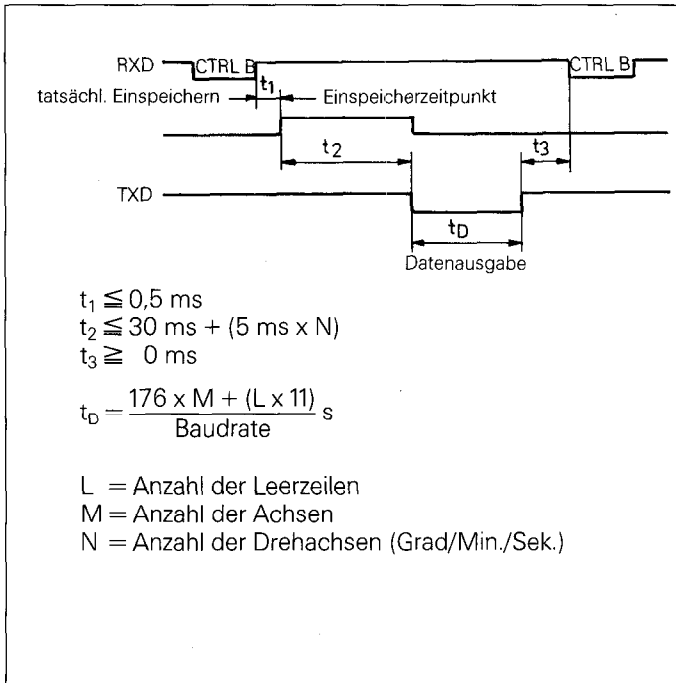 RXD CTRL B CTRL B
t₁
tatsächl. Einspeichern Einspeicherzeitpunkt
t₂ t₃
TXD
t_D
Datenausgabe
t₁ ≦ 0,5 ms
t₂ ≦ 30 ms + (5 ms x N)
t₃ ≧ 0 ms
t_D = 176 x M + (L x 11) / Baudrate s
L = Anzahl der Leerzeilen
M = Anzahl der Achsen
N = Anzahl der Drehachsen (Grad/Min./Sek.)